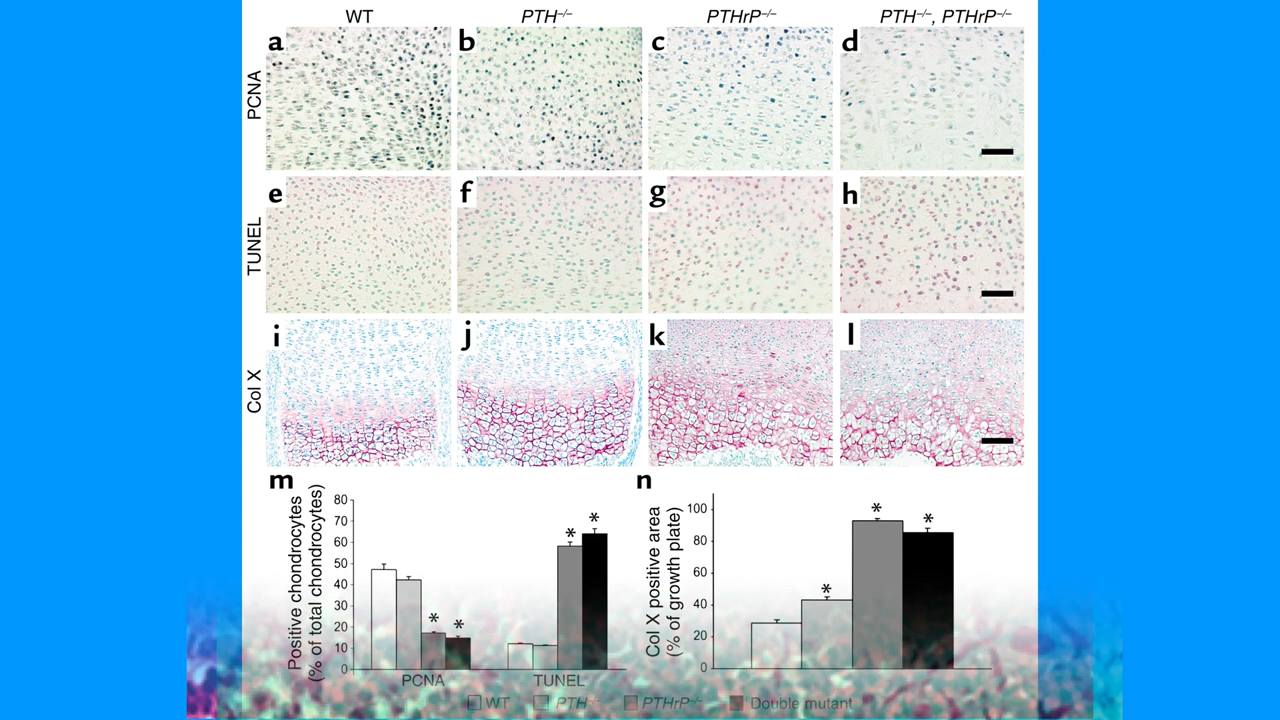 WT PTH–/– PTHrP–/– PTH–/–, PTHrP–/–
PCNA
a b c d
TUNEL
e f g h
Col X
i j k l
m
Positive chondrocytes
(% of total chondrocytes)
80
70
60
50
40
30
20
10
0
* * * *
PCNA TUNEL
n
Col X positive area
(% of growth plate)
100
80
60
40
20
0
* * *
WT PTH–/– PTHrP–/– Double mutant